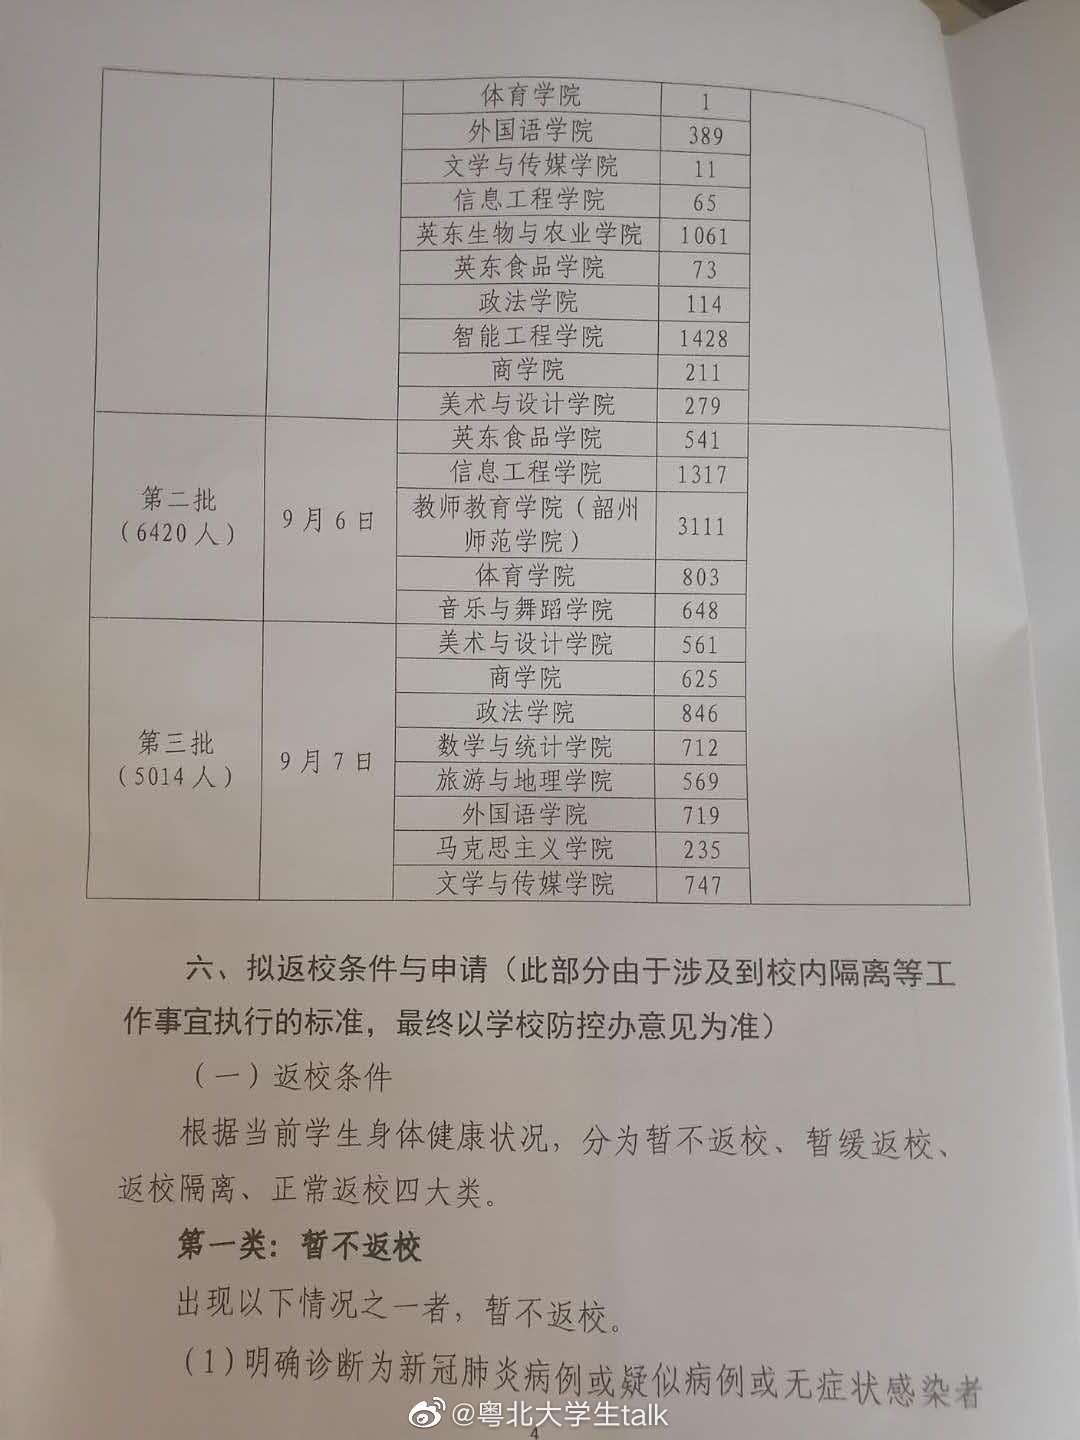 体育学院 1
外国语学院 389
文学与传媒学院 11
信息工程学院 65
英东生物与农业学院 1061
英东食品学院 73
政法学院 114
智能工程学院 1428
商学院 211
美术与设计学院 279
第二批
(6420人)
9月6日
英东食品学院 541
信息工程学院 1317
教师教育学院（韶州
师范学院） 3111
体育学院 803
音乐与舞蹈学院 648
第三批
(5014人)
9月7日
美术与设计学院 561
商学院 625
政法学院 846
数学与统计学院 712
旅游与地理学院 569
外国语学院 719
马克思主义学院 235
文学与传媒学院 747
六、拟返校条件与申请（此部分由于涉及到校内隔离等工
作事宜执行的标准，最终以学校防控办意见为准）
（一）返校条件
根据当前学生身体健康状况，分为暂不返校、暂缓返校、
返校隔离、正常返校四大类。
第一类：暂不返校
出现以下情况之一者，暂不返校。
(1)明确诊断为新冠肺炎病例或疑似病例或无症状感染者
@粤北大学生talk
4